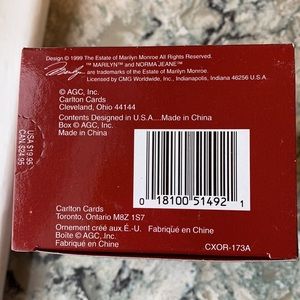 Design © 1999 The Estate of Marilyn Monroe All Rights Reserved.
™ MARILYN™ and NORMA JEANE™
Marilyn are trademarks of the Estate of Marilyn Monroe.
Licensed by CMG Worldwide, Inc., Indianapolis, Indiana 46256 U.S.A.
© AGC, Inc.
Carlton Cards
Cleveland, Ohio 44144
Contents Designed in U.S.A....Made in China
Box © AGC, Inc.
Made in China
USA $19.95
CAN. $24.95
0 18100 51492 1
Carlton Cards
Toronto, Ontario M8Z 1S7
Ornement créé aux É.-U. Fabriqué en Chine
Boîte © AGC, Inc.
Fabriqué en Chine
CXOR-173A